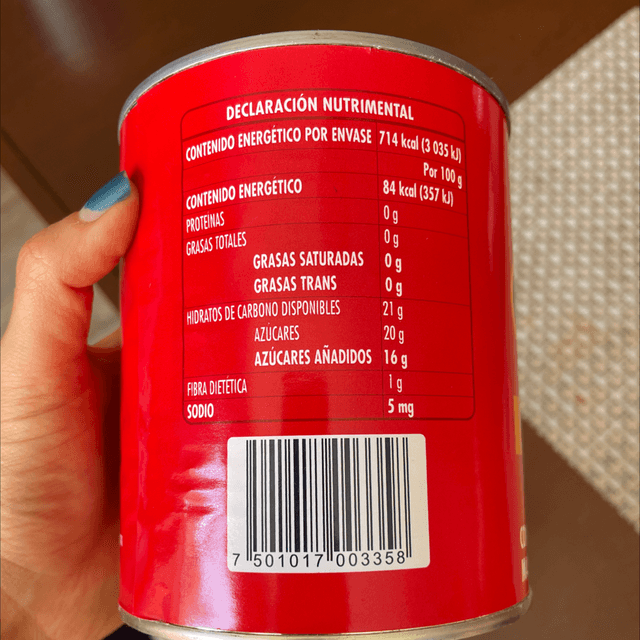 DECLARACIÓN NUTRIMENTAL
CONTENIDO ENERGÉTICO POR ENVASE 714 kcal (3 035 kJ)
Por 100 g
CONTENIDO ENERGÉTICO 84 kcal (357 kJ)
PROTEINAS 0 g
GRASAS TOTALES 0 g
GRASAS SATURADAS 0 g
GRASAS TRANS 0 g
HIDRATOS DE CARBONO DISPONIBLES 21 g
AZÚCARES 20 g
AZÚCARES AÑADIDOS 16 g
FIBRA DIETÉTICA 1 g
SODIO 5 mg
7 501017 003358